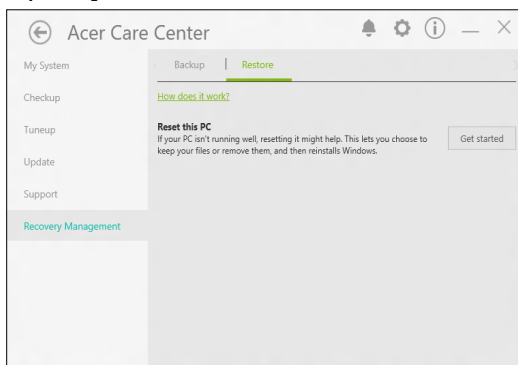 Acer Care Center
My System
Checkup
Tuneup
Update
Support
Recovery Management
Backup
Restore
How does it work?
Reset this PC
If your PC isn't running well, resetting it might help. This lets you choose to
keep your files or remove them, and then reinstalls Windows.
Get started